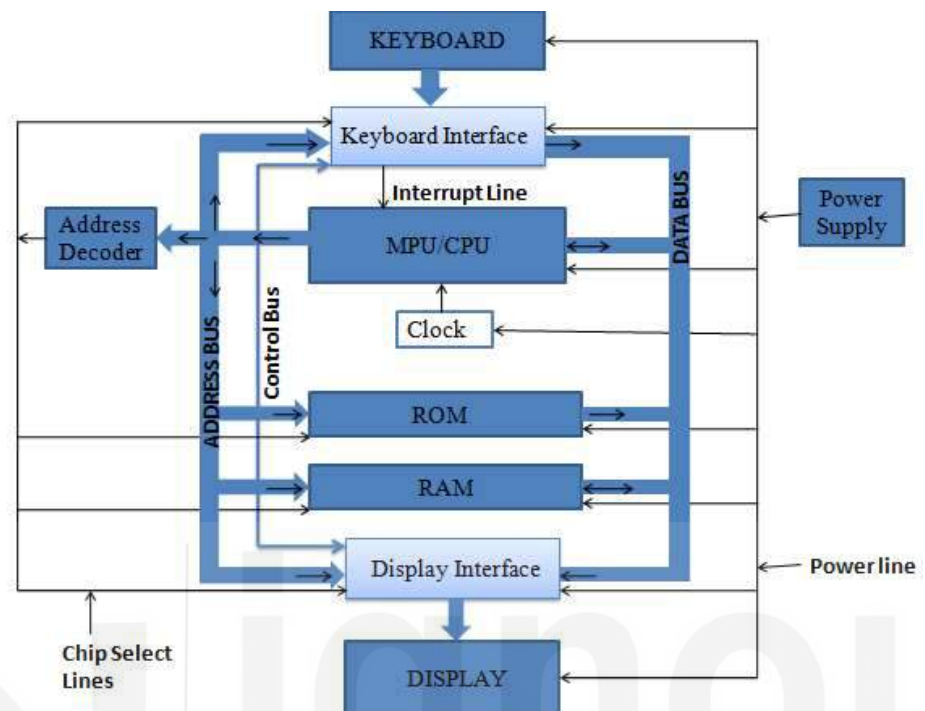 KEYBOARD
Keyboard Interface
Interrupt Line
Address
Decoder
MPU/CPU
DATA BUS
Power
Supply
Clock
Control Bus
ADDRESS BUS
ROM
RAM
Display Interface
Power line
Chip Select
Lines
DISPLAY